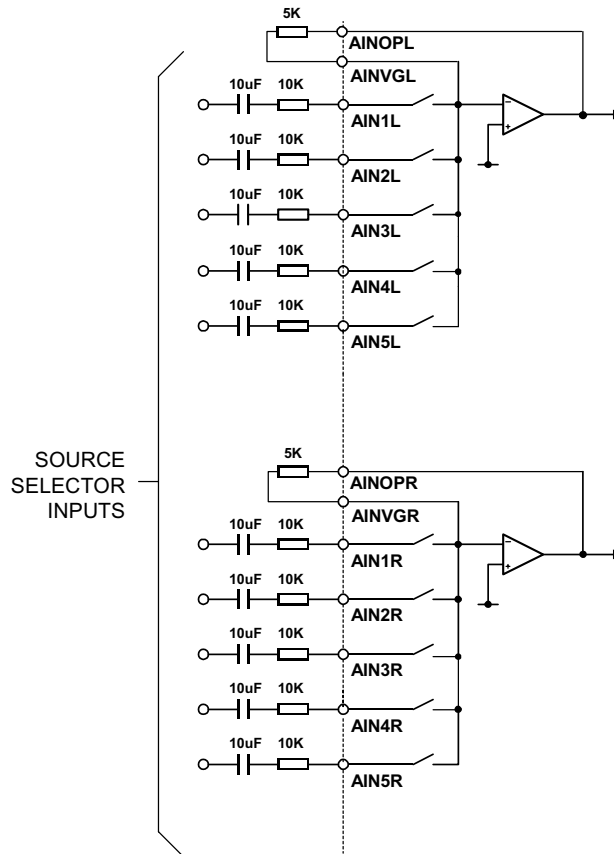 5K
AINOPL
AINVGL
10uF 10K
AIN1L
10uF 10K
AIN2L
10uF 10K
AIN3L
10uF 10K
AIN4L
10uF 10K
AIN5L
SOURCE
SELECTOR
INPUTS
5K
AINOPR
AINVGR
10uF 10K
AIN1R
10uF 10K
AIN2R
10uF 10K
AIN3R
10uF 10K
AIN4R
10uF 10K
AIN5R